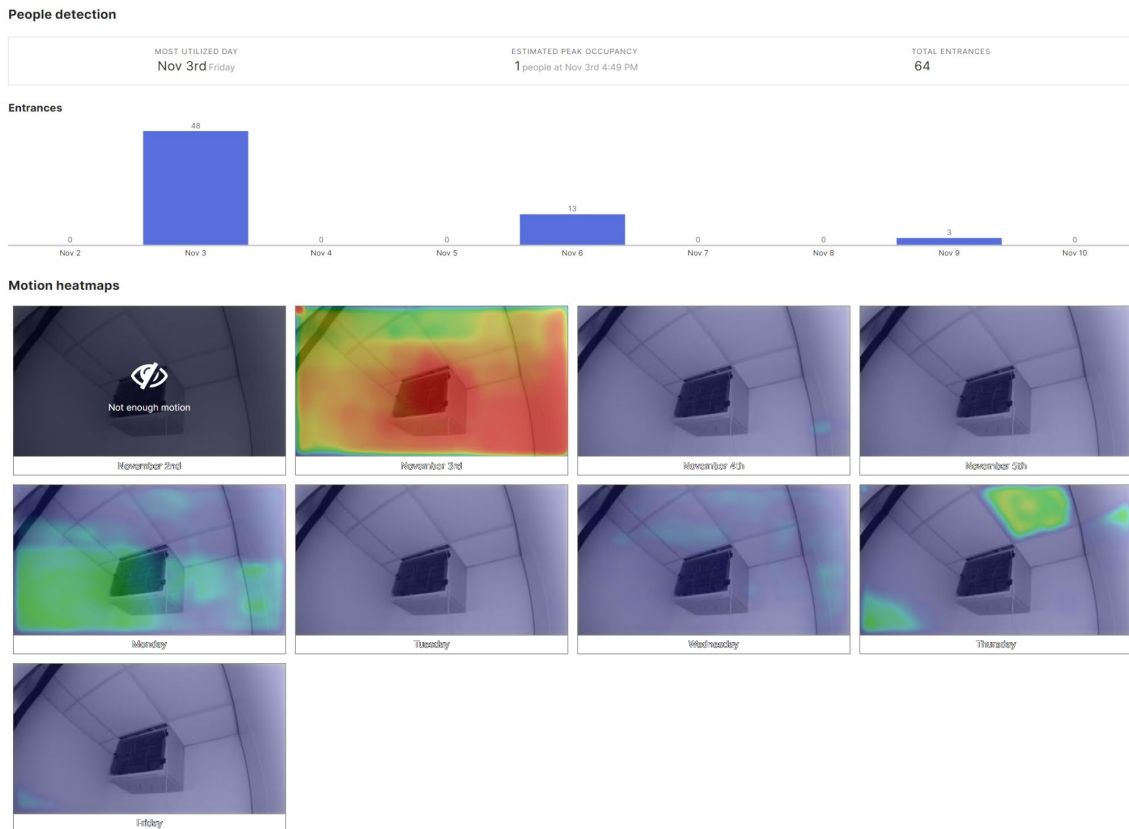 People detection
MOST UTILIZED DAY
Nov 3rd Friday
ESTIMATED PEAK OCCUPANCY
1 people at Nov 3rd 4:49 PM
TOTAL ENTRANCES
64
Entrances
0
48
0
0
13
0
0
3
0
Nov 2
Nov 3
Nov 4
Nov 5
Nov 6
Nov 7
Nov 8
Nov 9
Nov 10
Motion heatmaps
Not enough motion
November 2nd
November 3rd
November 4th
November 5th
Monday
Tuesday
Wednesday
Thursday
Friday